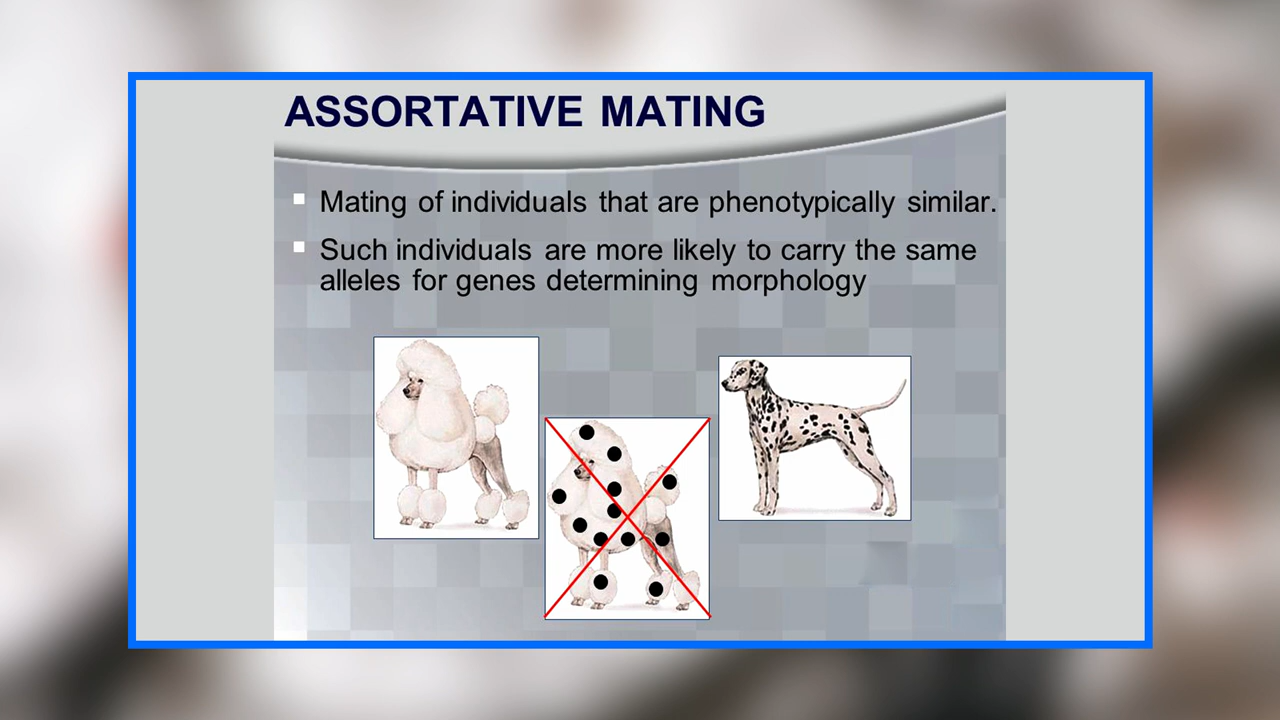 ASSORTATIVE MATING
Mating of individuals that are phenotypically similar.
Such individuals are more likely to carry the same
alleles for genes determining morphology